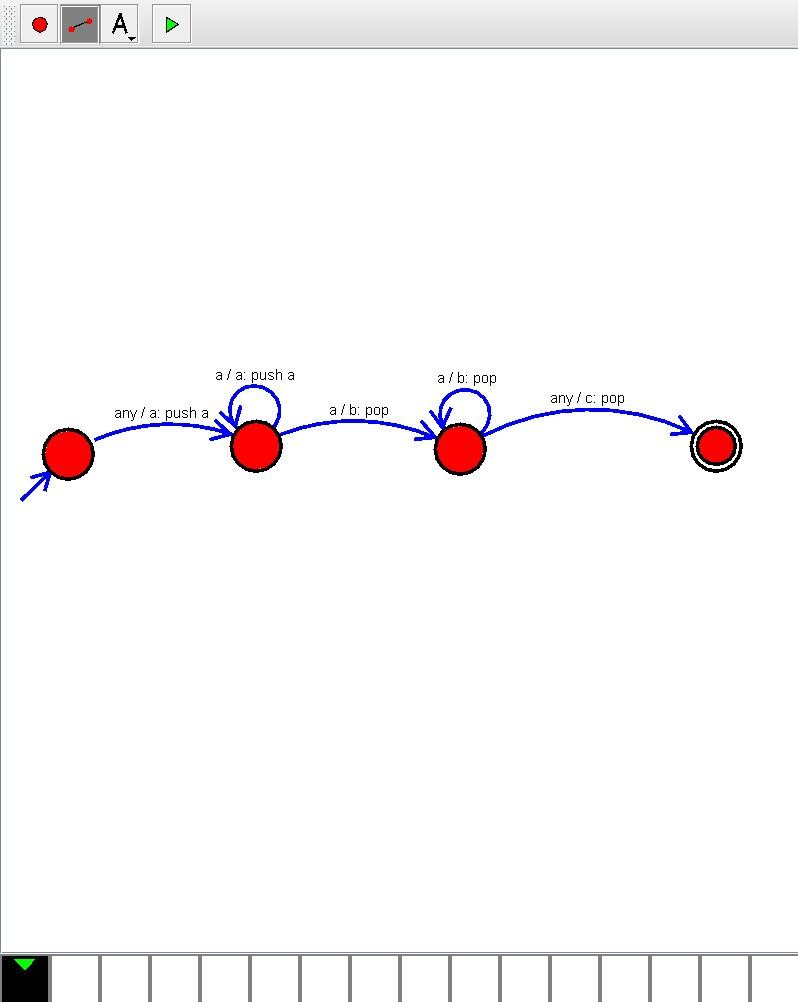 A
a / a: push a
a / b: pop
any / c: pop
any / a: push a
a / b: pop